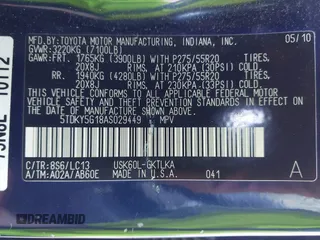 MFD. BY:TOYOTA MOTOR MANUFACTURING, INDIANA, INC. 05/10
GVWR: 3220KG (7100LB)
GAWR:FRT. 1765KG (3900LB)WITH P275/55R20 TIRES,
20X8J RIMS, AT 210KPA (30PSI)COLD
RR. 1940KG (4280LB)WITH P275/55R20 TIRES,
20X8J RIMS, AT 230KPA (33PSI)COLD
THIS VEHICLE CONFORMS TO ALL APPLICABLE
FEDERAL MOTOR VEHICLE SAFETY STANDARDS
IN EFFECT ON THE DATE OF
MANUFACTURE SHOWN ABOVE.
5TDKY5G18AS029449 MPV
C/TR:8S6/LC13 USK60L-GKTLKA
A/TM:A02A/AB60E MADE IN U.S.A. 041 A
DREAMBID